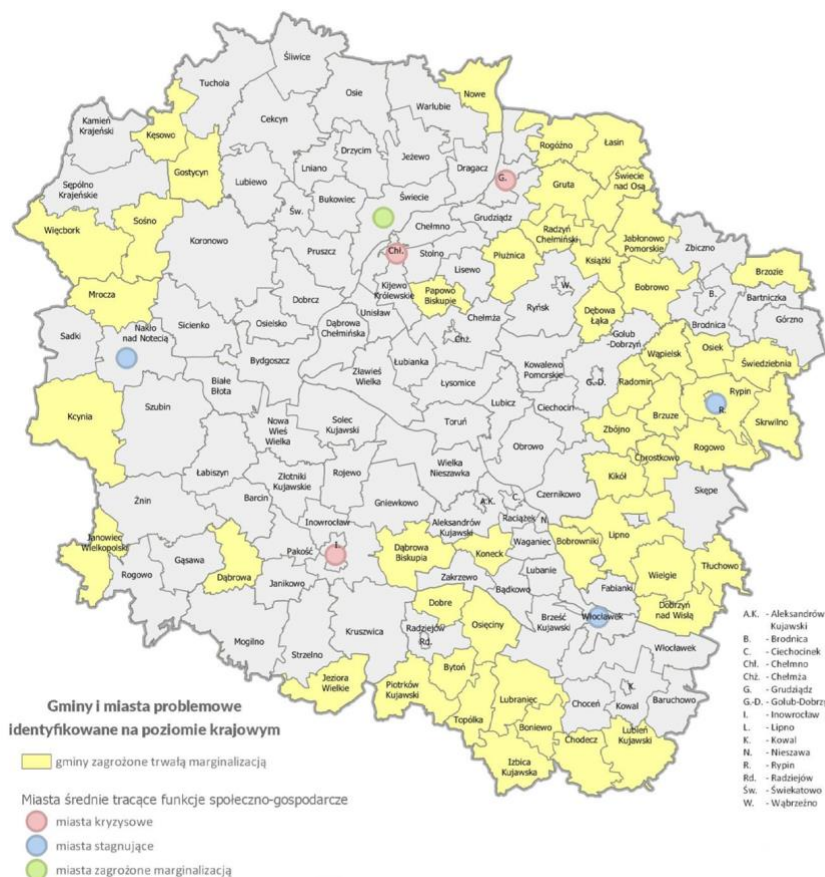 Śliwice
Tuchola
Osie
Nowe
Warlubie
Kamień
Krajeński
Kęsowo
Cekcyn
Rogóźno
Łasin
Drzycim
Jeżewo
Gostycyn
Lniano
Dragacz
G.
Sępólno
Krajeńskie
Lubiewo
Świecie
Gruta
Świecie
nad Osą
Św.
Bukowiec
Sośno
Grudziądz
Więcbork
Chełmno
Radzyń
Chełmiński
Jabłonowo
Pomorskie
Koronowo
Pruszcz
Chł.
Stolno
Płużnica
Zbiczno
Lisewo
Książki
Brzozie
Mrocza
Dobrcz
Kijewo
Królewskie
Papowo
Biskupie
W.
Bobrowo
B.
Bartniczka
Unisław
Ryńsk
Dębowa
Łąka
Chełmża
Górzno
Sadki
Nakło
nad Notecią
Sicienko
Osielsko
Dąbrowa
Chełmińska
Brodnica
Golub
-Dobrzyń
Chż.
Osiek
Wąpielsk
Bydgoszcz
Łubianka
Kowalewo
Pomorskie
Świedziebnia
Zławieś
Wielka
Łysomice
G.-D.
Radomin
Białe
Błota
Rypin
R.
Kcynia
Szubin
Lubicz
Ciechocin
Brzuze
Skrwilno
Nowa
Wieś
Wielka
Solec
Kujawski
Toruń
Zbójno
Obrowo
Rogowo
Chrostkowo
Wielka
Nieszawka
Łabiszyn
Złotniki
Kujawskie
Rojewo
Kikół
Skępe
Żnin
Barcin
Gniewkowo
Czernikowo
A.K.
C.
Raciążek
N.
Inowrocław
Aleksandrów
Kujawski
L.
Janowiec
Wielkopolski
Waganiec
Bobrowniki
Lipno
I.
Pakość
Dąbrowa
Biskupia
Koneck
Tłuchowo
Gąsawa
Lubanie
Rogowo
Dąbrowa
Janikowo
Zakrzewo
Bądkowo
Fabianki
Wielgie
Dobre
Dobrzyń
nad Wisłą
Osięciny
Brześć
Kujawski
Włocławek
Kruszwica
Radziejów
Rd.
Mogilno
Strzelno
Włocławek
Bytoń
Jeziora
Wielkie
Piotrków
Kujawski
Lubraniec
K.
Choceń
Kowal
Baruchowo
Topólka
Boniewo
Chodecz
Lubień
Kujawski
Izbica
Kujawska
A.K. - Aleksandrów
Kujawski
B. - Brodnica
C. - Ciechocinek
Chł. - Chełmno
Chż. - Chełmża
G. - Grudziądz
G.-D. - Golub-Dobrzy
I. - Inowrocław
L. - Lipno
K. - Kowal
N. - Nieszawa
R. - Rypin
Rd. - Radziejów
Św. - Świekatowo
W. - Wąbrzeźno
Gminy i miasta problemowe
identyfikowane na poziomie krajowym
gminy zagrożone trwałą marginalizacją
Miasta średnie tracące funkcje społeczno-gospodarcze
miasta kryzysowe
miasta stagnujące
miasta zagrożone marginalizacją